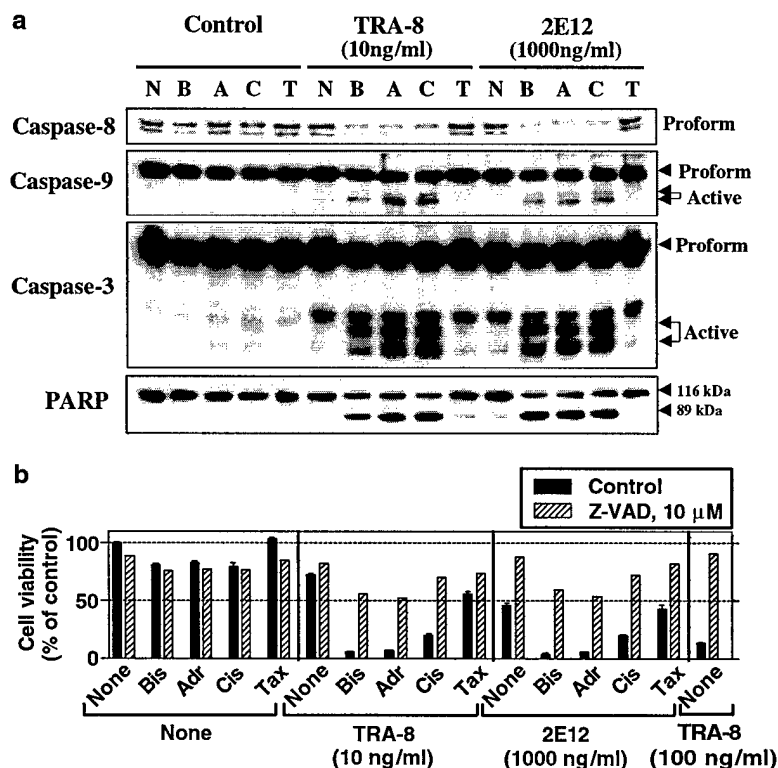 a
Control TRA-8 2E12
(10ng/ml) (1000ng/ml)
N B A C T N B A C T N B A C T
Caspase-8 Proform
Caspase-9 Proform
Active
Caspase-3 Proform
Active
PARP 116 kDa
89 kDa
b
Control
Z-VAD, 10 μM
Cell viability
(% of control)
100
50
0
None Bis Adr Cis Tax None Bis Adr Cis Tax None Bis Adr Cis Tax None
None TRA-8 2E12 TRA-8
(10 ng/ml) (1000 ng/ml) (100 ng/ml)